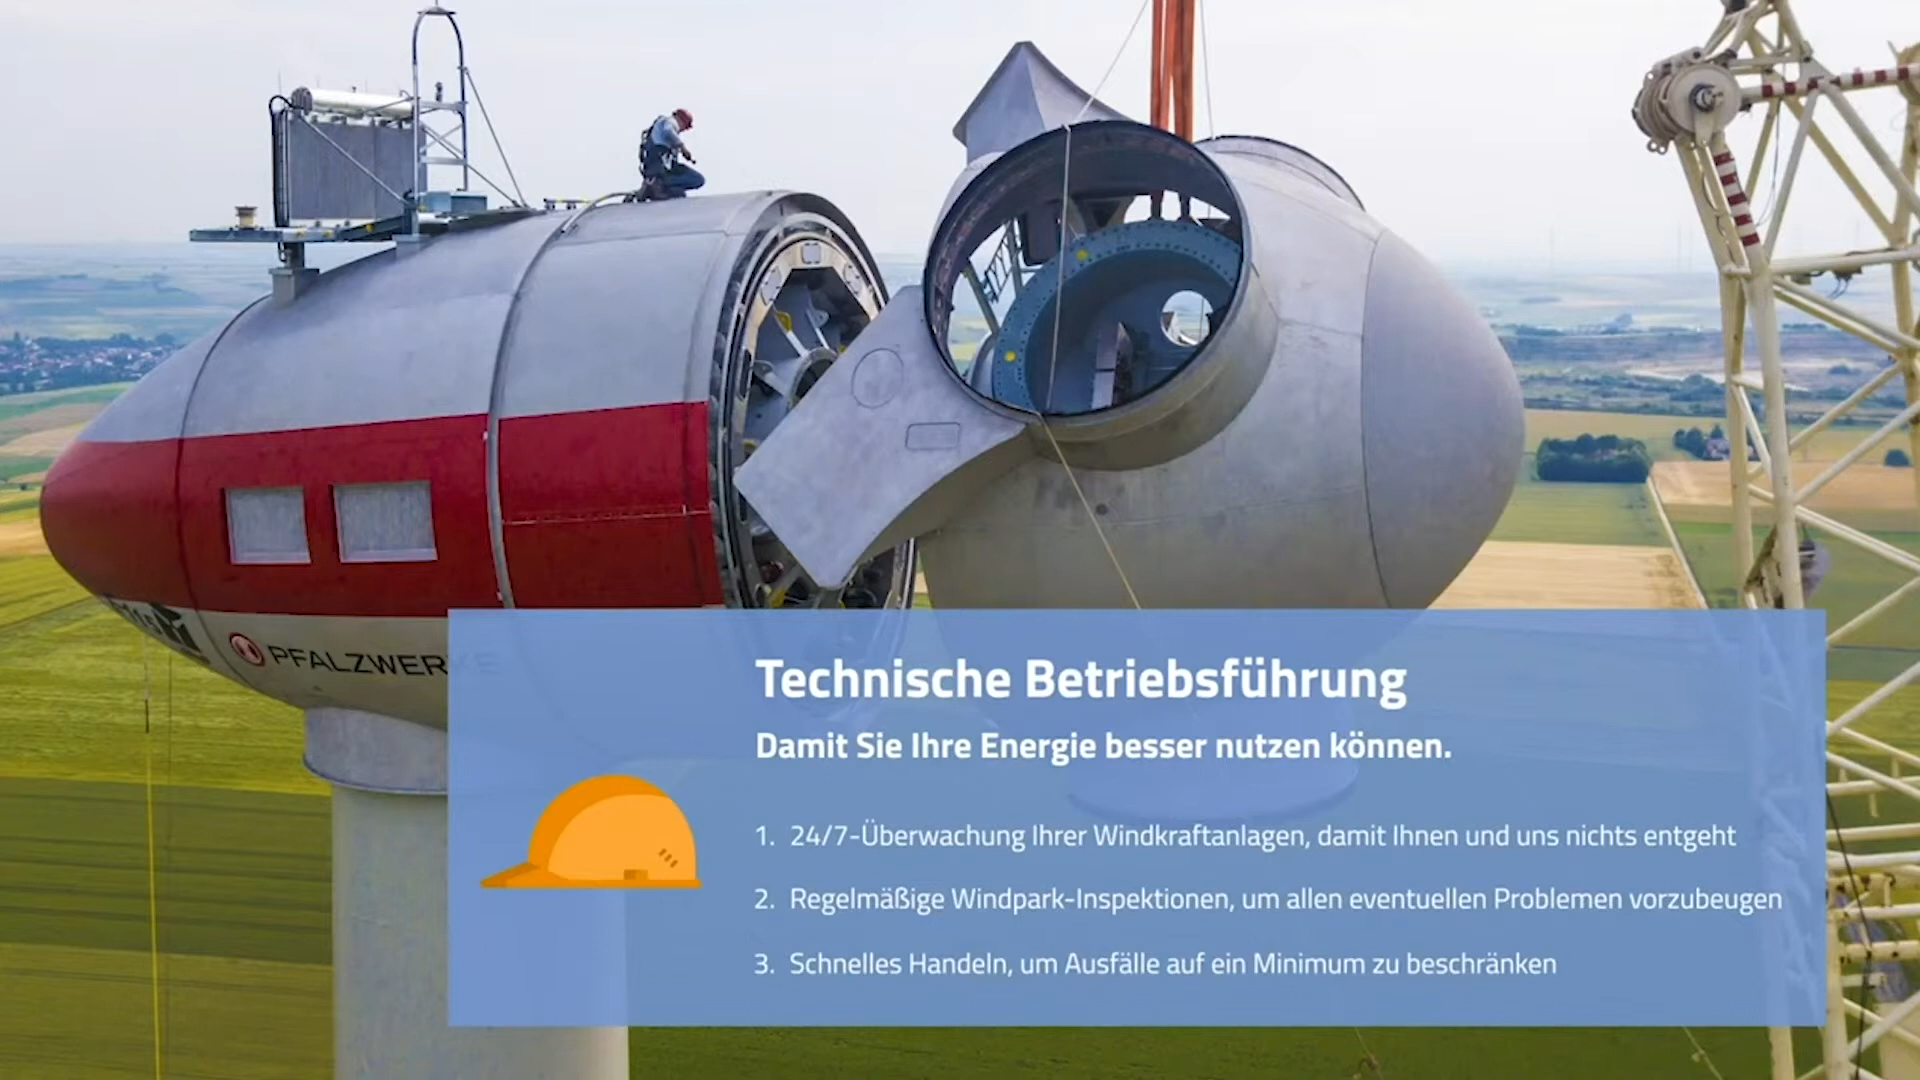 PFALZWERKE
Technische Betriebsführung
Damit Sie Ihre Energie besser nutzen können.
1. 24/7-Überwachung Ihrer Windkraftanlagen, damit Ihnen und uns nichts entgeht
2. Regelmäßige Windpark-Inspektionen, um allen eventuellen Problemen vorzubeugen
3. Schnelles Handeln, um Ausfälle auf ein Minimum zu beschränken